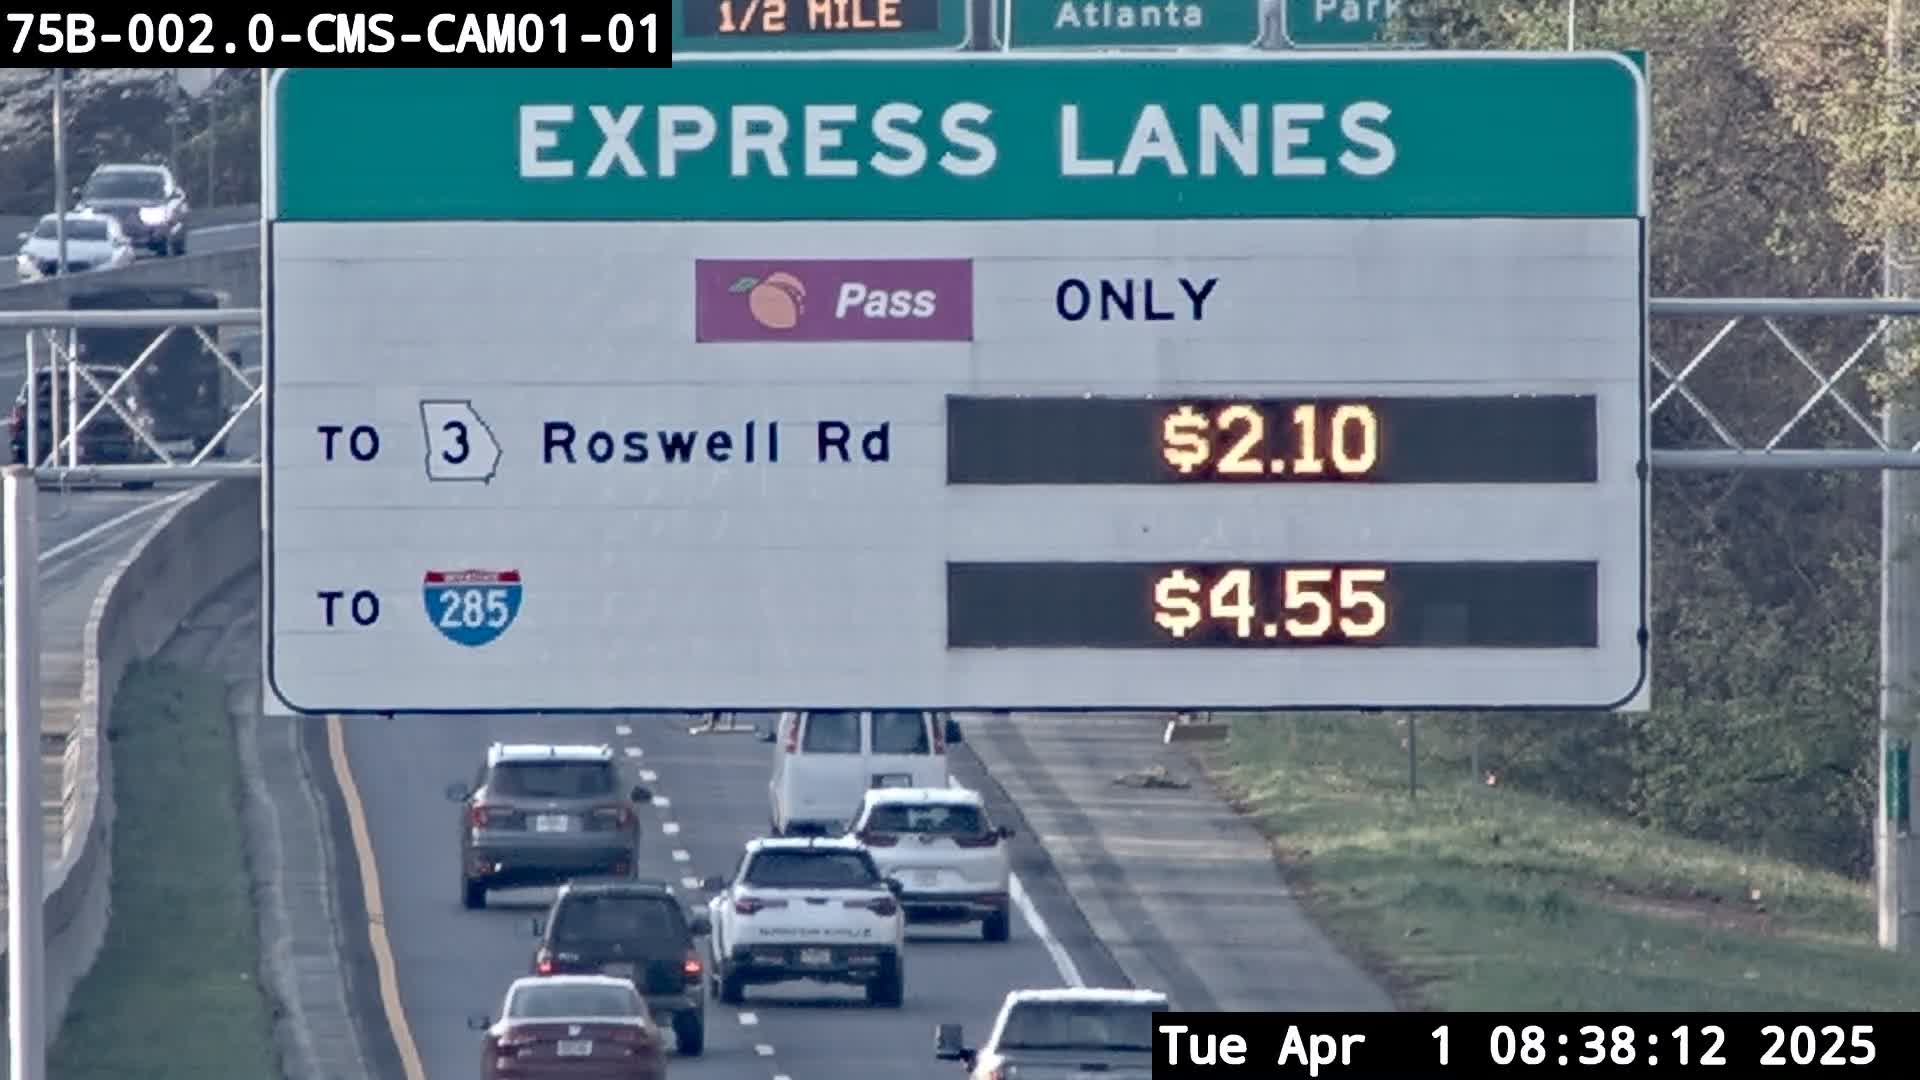 75B-002.0-CMS-CAM01-01
1/2 MILE
Atlanta
EXPRESS LANES
Pass ONLY
TO 3 Roswell Rd $2.10
TO 285 $4.55
Tue Apr 1 08:38:12 2025